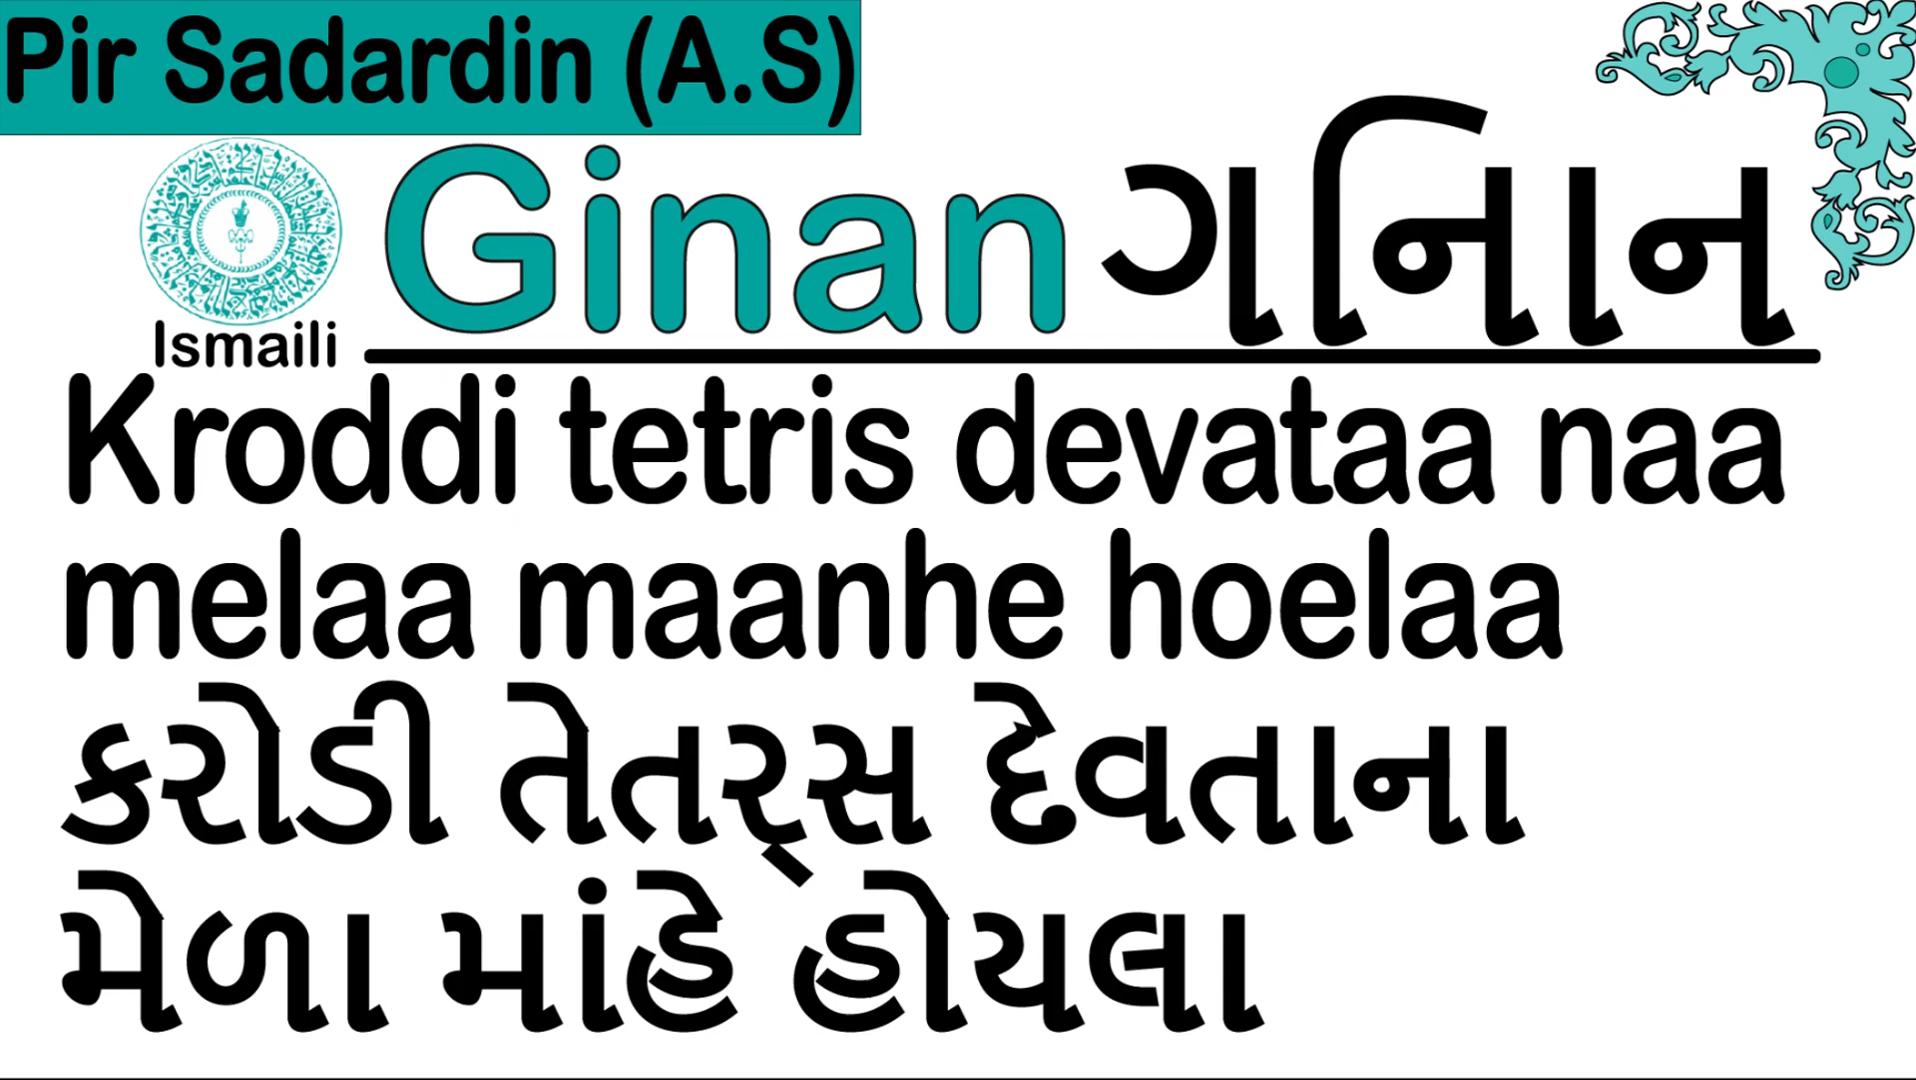 Pir Sadardin (A.S)
Ginan ગનિાન
Ismaili
Kroddi tetris devataa naa
melaa maanhe hoelaa
કરોડી તેતર્સ દેવતાના
મેળા માંહે હોયલા